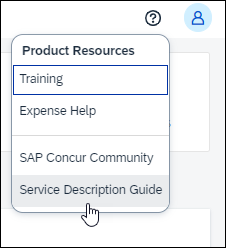 Product Resources
Training
Expense Help
SAP Concur Community
Service Description Guide